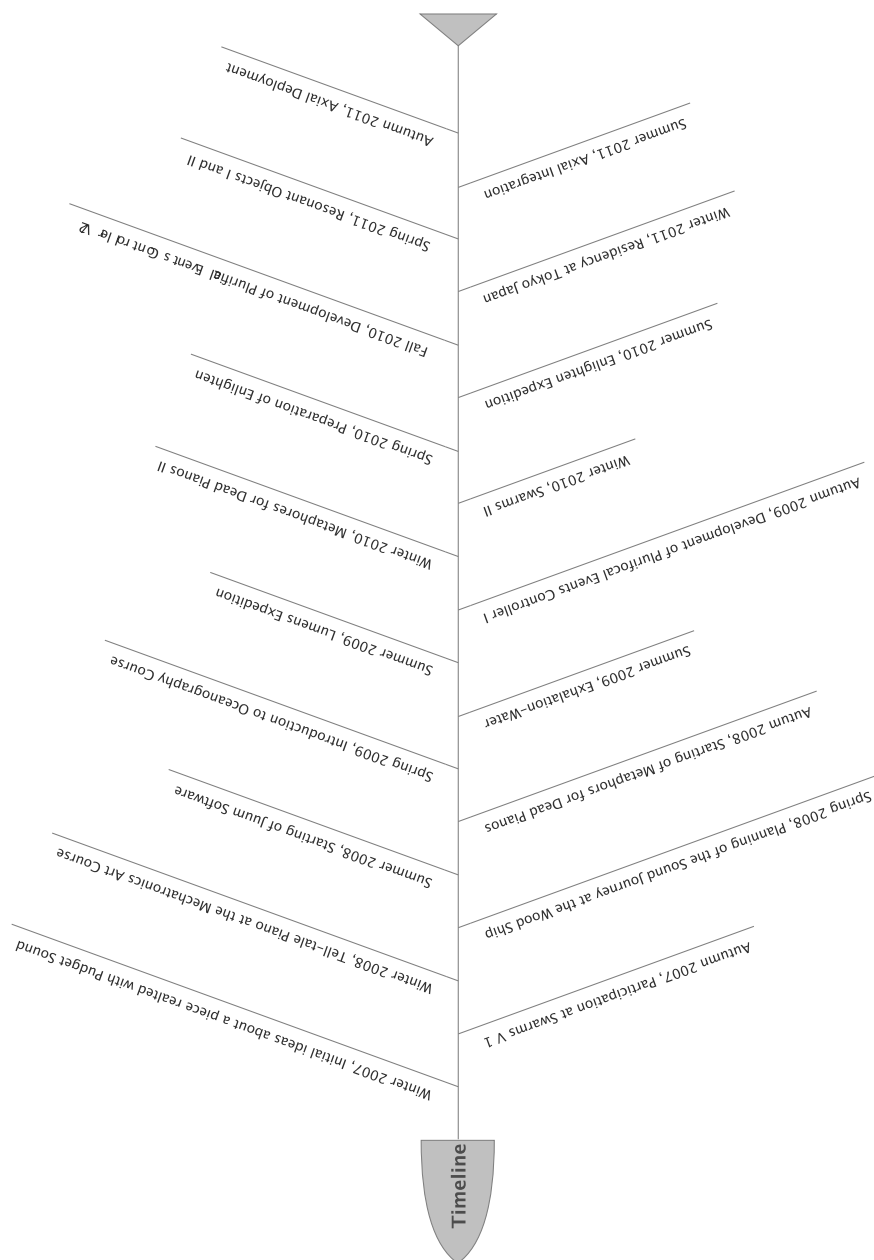 Timeline
Winter 2007, Initial ideas about a piece realted with Pudget Sound
Autumn 2007, Participation at Swarms V 1
Winter 2008, Tell-tale Piano at the Mechatronics Art Course
Spring 2008, Planning of the Sound Journey at the Wood Ship
Summer 2008, Starting of Juum Software
Autum 2008, Starting of Metaphors for Dead Pianos
Spring 2009, Introduction to Oceanography Course
Summer 2009, Exhalation-Water
Summer 2009, Lumens Expedition
Autumn 2009, Development of Plurifocal Events Controller I
Winter 2010, Metaphores for Dead Pianos II
Winter 2010, Swarms II
Spring 2010, Preparation of Enlighten
Summer 2010, Enlighten Expedition
Fall 2010, Development of Events Controller V2
Winter 2011, Residency at Tokyo Japan
Spring 2011, Resonant Objects I and II
Summer 2011, Axial Integration
Autumn 2011, Axial Deployment